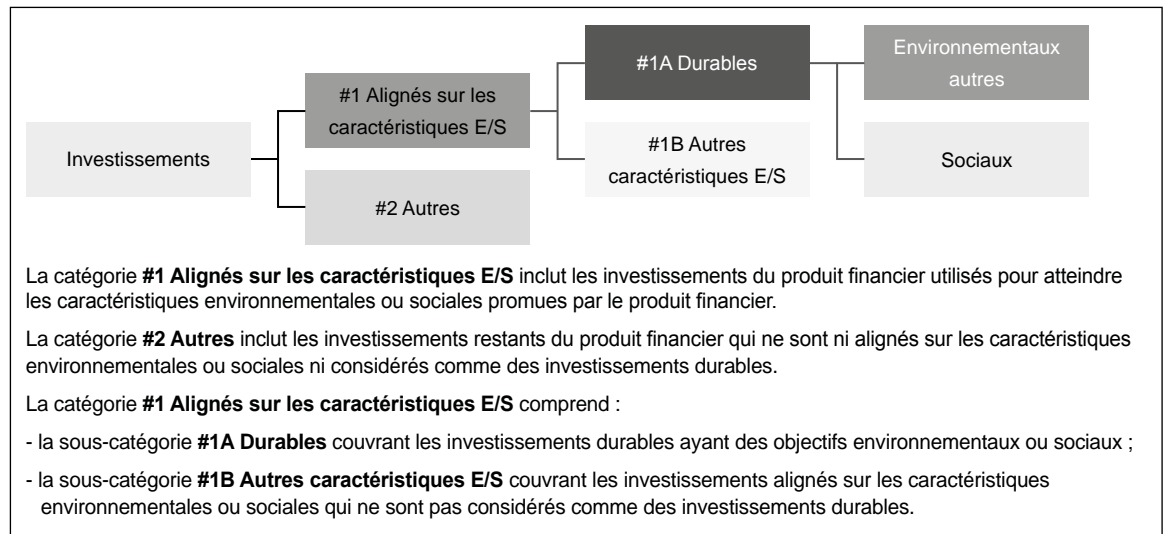 Investissements
#1 Alignés sur les
caractéristiques E/S
#2 Autres
#1A Durables
#1B Autres
caractéristiques E/S
Environnementaux
autres
Sociaux
La catégorie #1 Alignés sur les caractéristiques E/S inclut les investissements du produit financier utilisés pour atteindre
les caractéristiques environnementales ou sociales promues par le produit financier.
La catégorie #2 Autres inclut les investissements restants du produit financier qui ne sont ni alignés sur les caractéristiques
environnementales ou sociales ni considérés comme des investissements durables.
La catégorie #1 Alignés sur les caractéristiques E/S comprend :
- la sous-catégorie #1A Durables couvrant les investissements durables ayant des objectifs environnementaux ou sociaux ;
- la sous-catégorie #1B Autres caractéristiques E/S couvrant les investissements alignés sur les caractéristiques
environnementales ou sociales qui ne sont pas considérés comme des investissements durables.